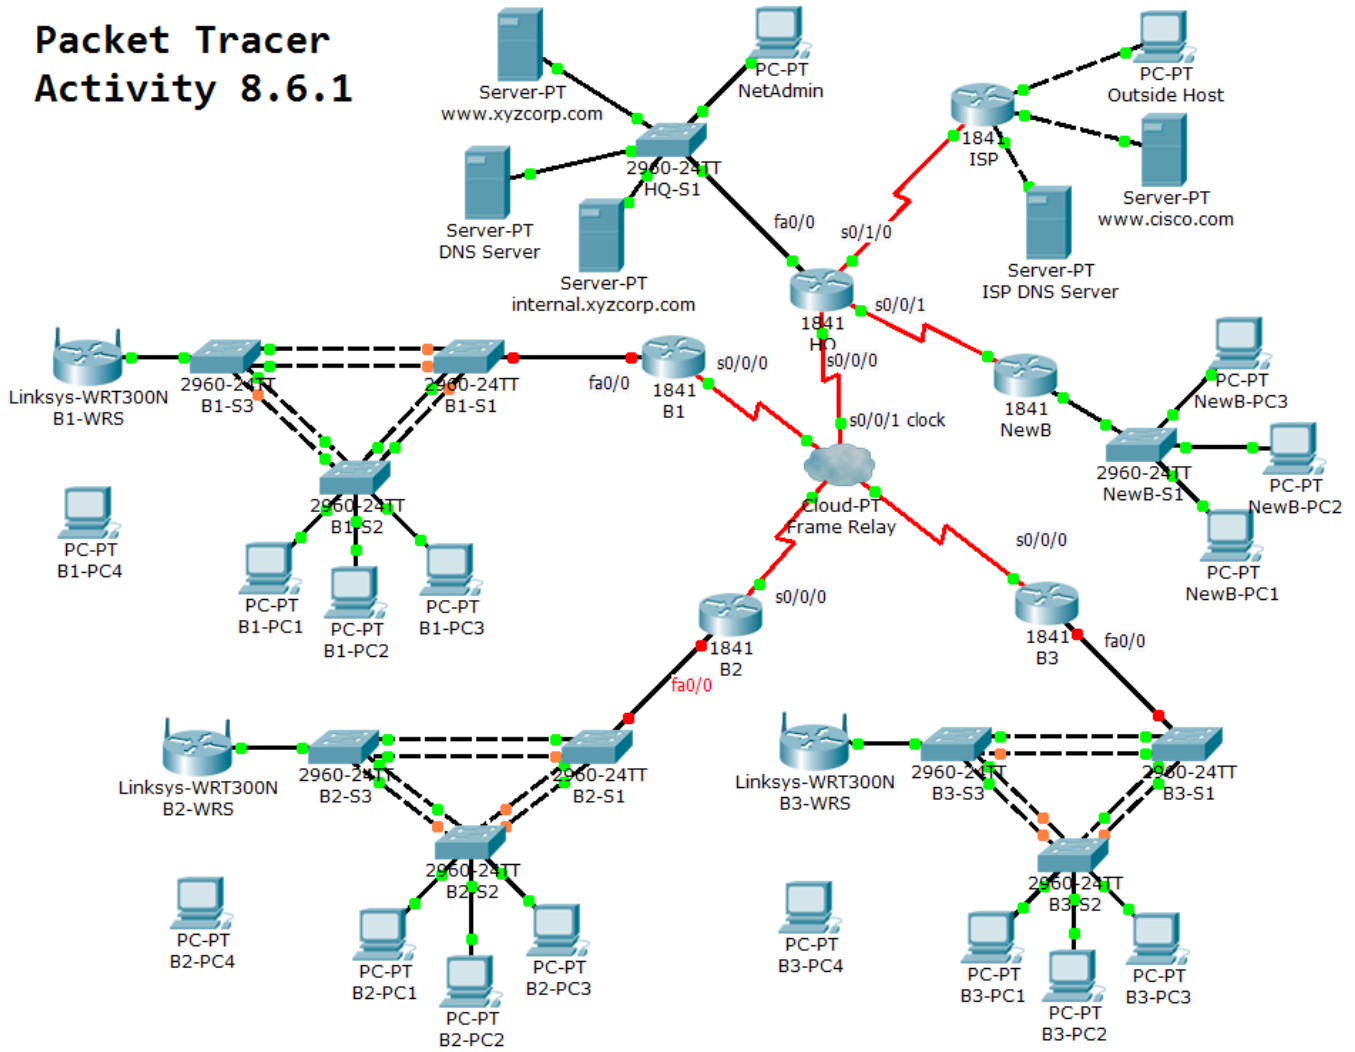 Packet Tracer
Activity 8.6.1
Server-PT
www.xyzcorp.com
PC-PT
NetAdmin
2960-24TT
HQ-S1
Server-PT
DNS Server
Server-PT
internal.xyzcorp.com
PC-PT
Outside Host
1841
ISP
Server-PT
www.cisco.com
Server-PT
ISP DNS Server
fa0/0
s0/1/0
s0/0/1
1841
HQ
s0/0/0
s0/0/1 clock
Cloud-PT
Frame Relay
Linksys-WRT300N
B1-WRS
2960-24TT
B1-S3
2960-24TT
B1-S1
fa0/0
1841
B1
s0/0/0
2960-24TT
B1-S2
PC-PT
B1-PC4
PC-PT
B1-PC1
PC-PT
B1-PC2
PC-PT
B1-PC3
1841
NewB
2960-24TT
NewB-S1
PC-PT
NewB-PC3
PC-PT
NewB-PC2
PC-PT
NewB-PC1
s0/0/0
1841
B2
fa0/0
s0/0/0
1841
B3
fa0/0
Linksys-WRT300N
B2-WRS
2960-24TT
B2-S3
2960-24TT
B2-S1
2960-24TT
B2-S2
PC-PT
B2-PC4
PC-PT
B2-PC1
PC-PT
B2-PC2
PC-PT
B2-PC3
Linksys-WRT300N
B3-WRS
2960-24TT
B3-S3
2960-24TT
B3-S1
2960-24TT
B3-S2
PC-PT
B3-PC4
PC-PT
B3-PC1
PC-PT
B3-PC2
PC-PT
B3-PC3